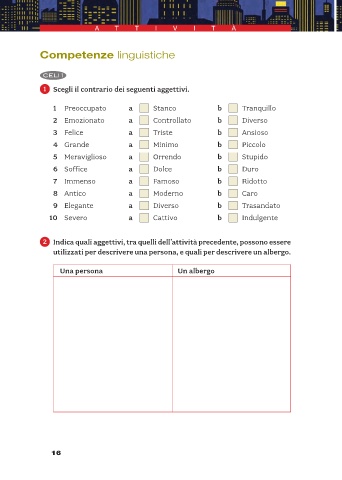 ATTIVITÀ
Competenze linguistiche
CELI 1
1 Scegli il contrario dei seguenti aggettivi.
1 Preoccupato a Stanco b Tranquillo
2 Emozionato a Controllato b Diverso
3 Felice a Triste b Ansioso
4 Grande a Minimo b Piccolo
5 Meraviglioso a Orrendo b Stupido
6 Soffice a Dolce b Duro
7 Immenso a Famoso b Ridotto
8 Antico a Moderno b Caro
9 Elegante a Diverso b Trasandato
10 Severo a Cattivo b Indulgente
2 Indica quali aggettivi, tra quelli dell'attività precedente, possono essere
utilizzati per descrivere una persona, e quali per descrivere un albergo.
Una persona Un albergo
16